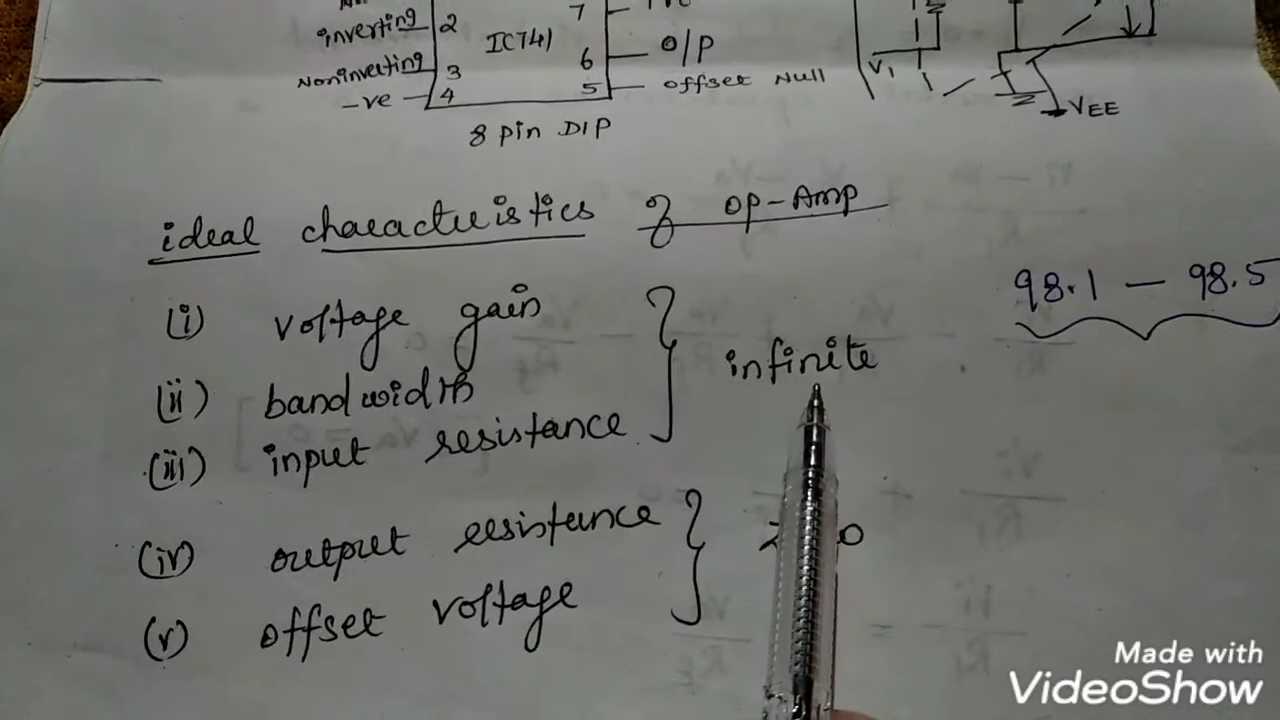 7
inverting 2 IC741 6 O/P
Noninverting 3 5 offset Null
-ve 4
8 pin DIP
V1
VEE
ideal characteristics of OP-Amp
(i) voltage gain
(ii) bandwidth infinite
(iii) input resistance
98.1 - 98.5
(iv) output resistance
(v) offset voltage
Made with
VideoShow